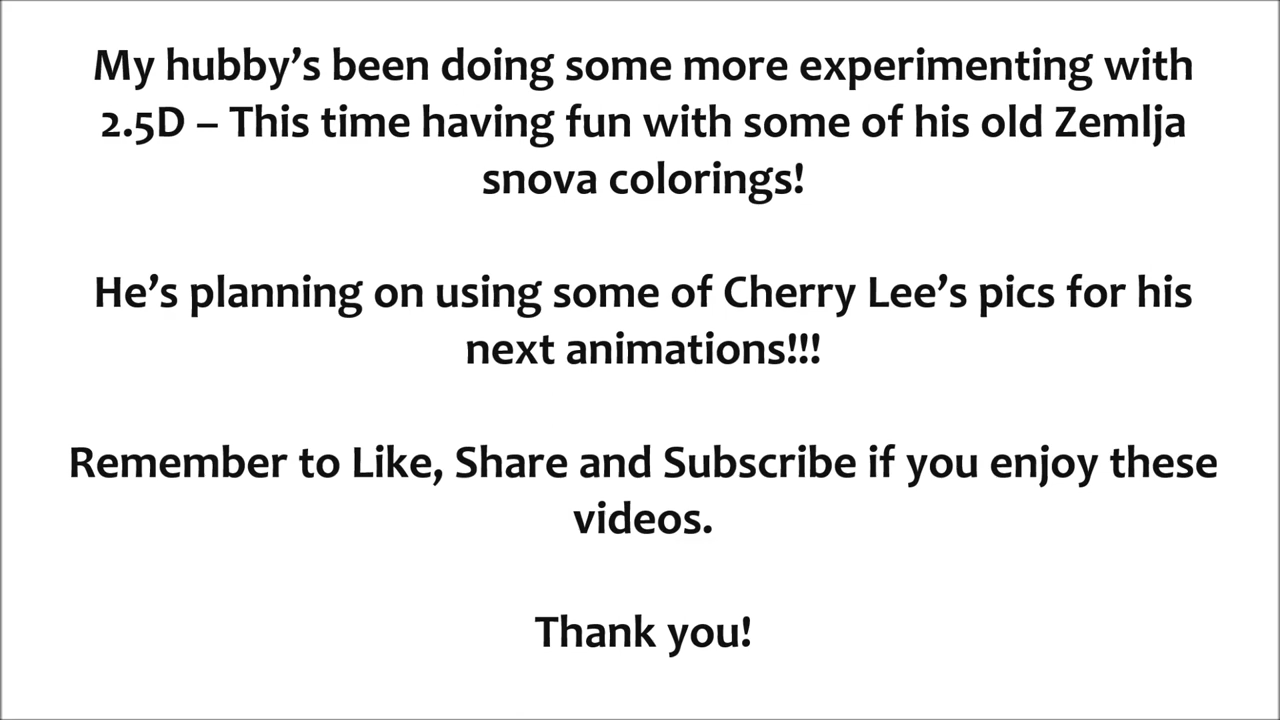 My hubby’s been doing some more experimenting with
2.5D – This time having fun with some of his old Zemlja
snova colorings!
He’s planning on using some of Cherry Lee’s pics for his
next animations!!!
Remember to Like, Share and Subscribe if you enjoy these
videos.
Thank you!